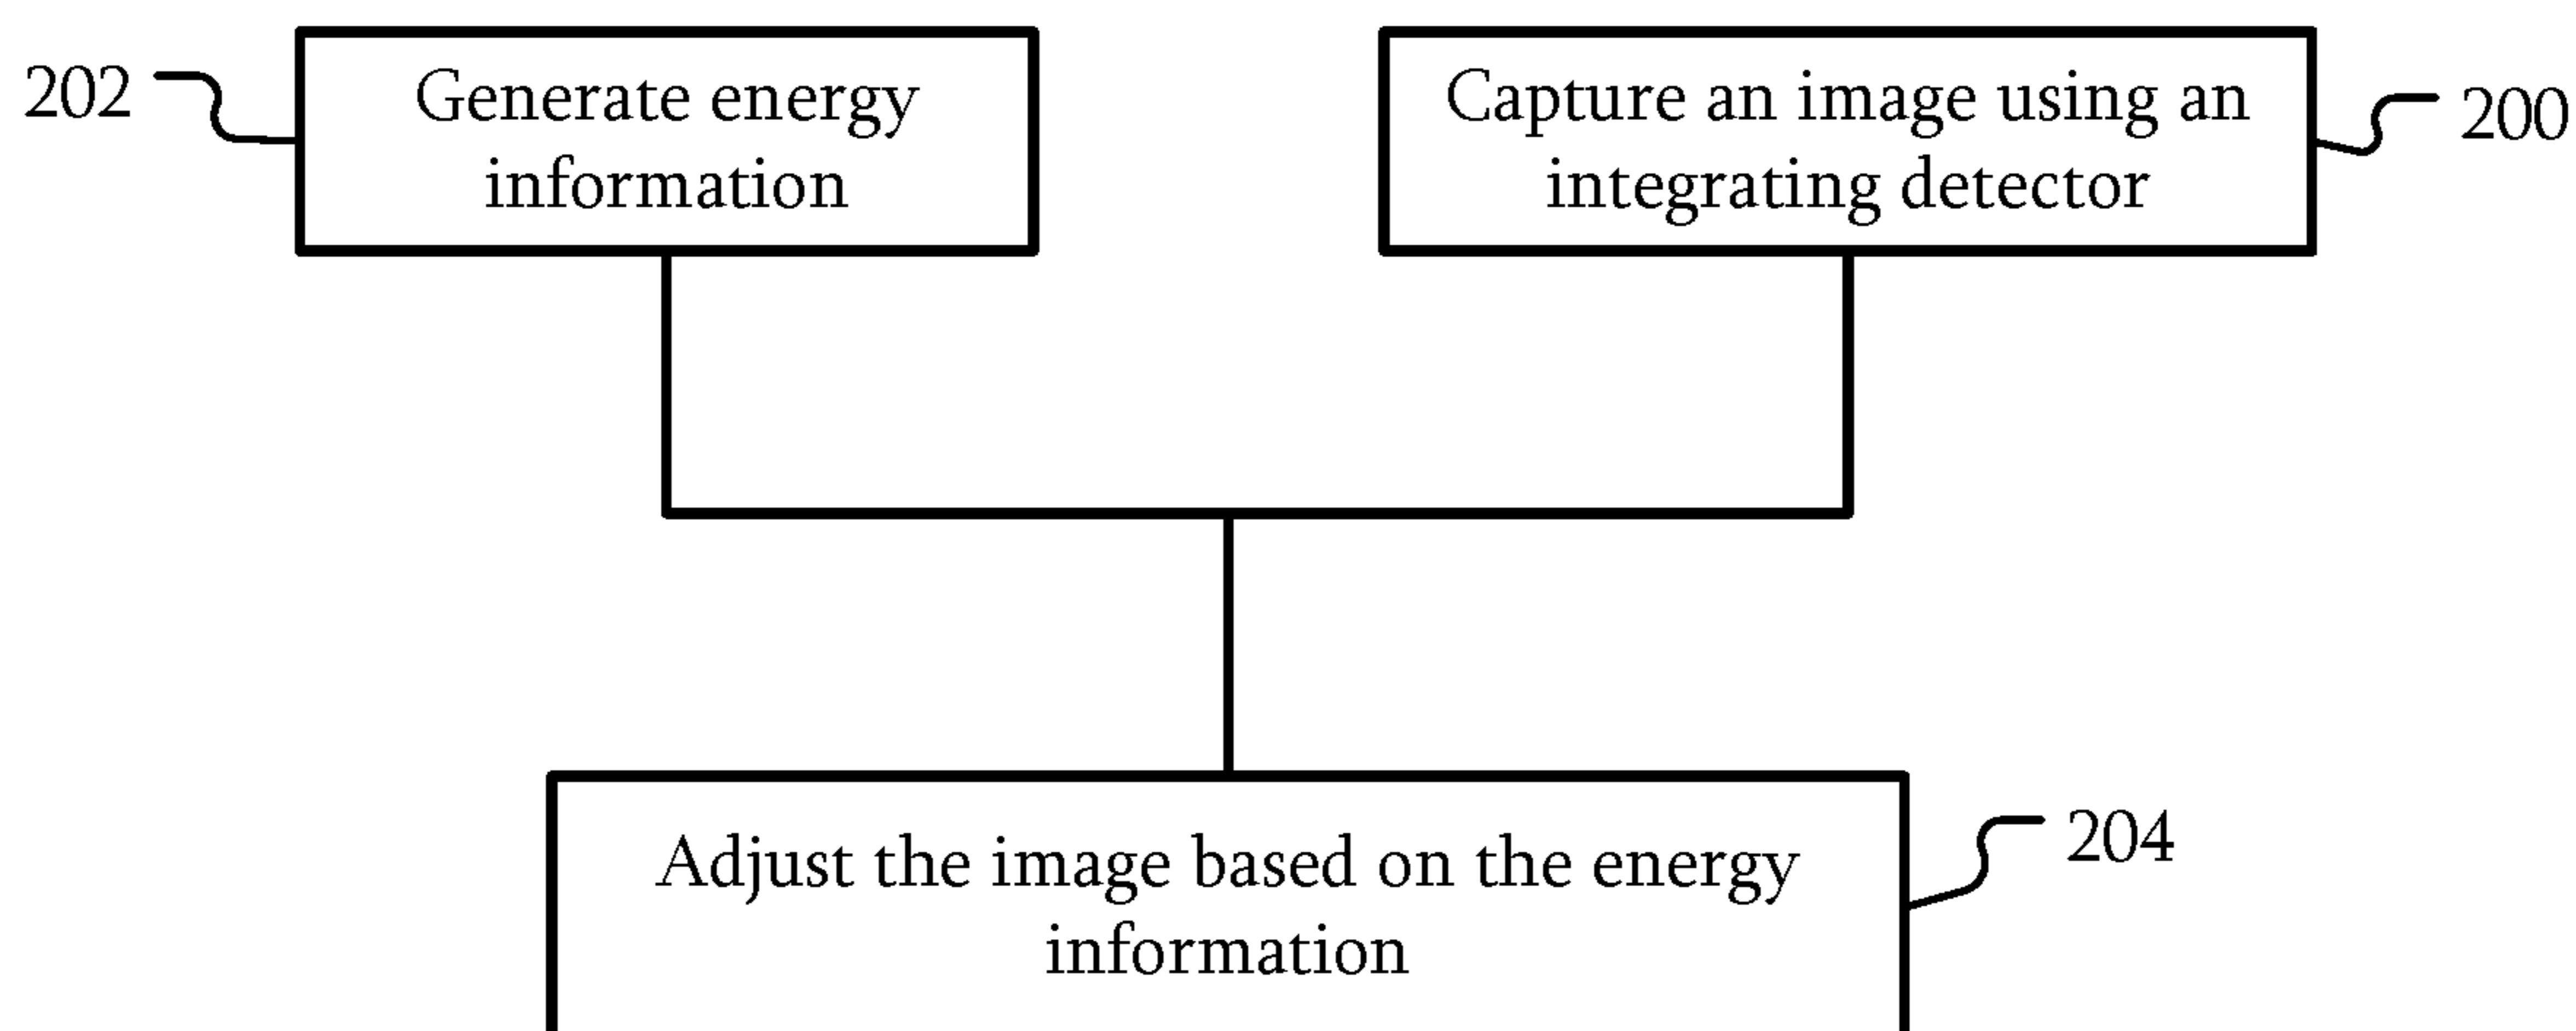 202
Generate energy
information
Capture an image using an
integrating detector
200
Adjust the image based on the energy
information
204